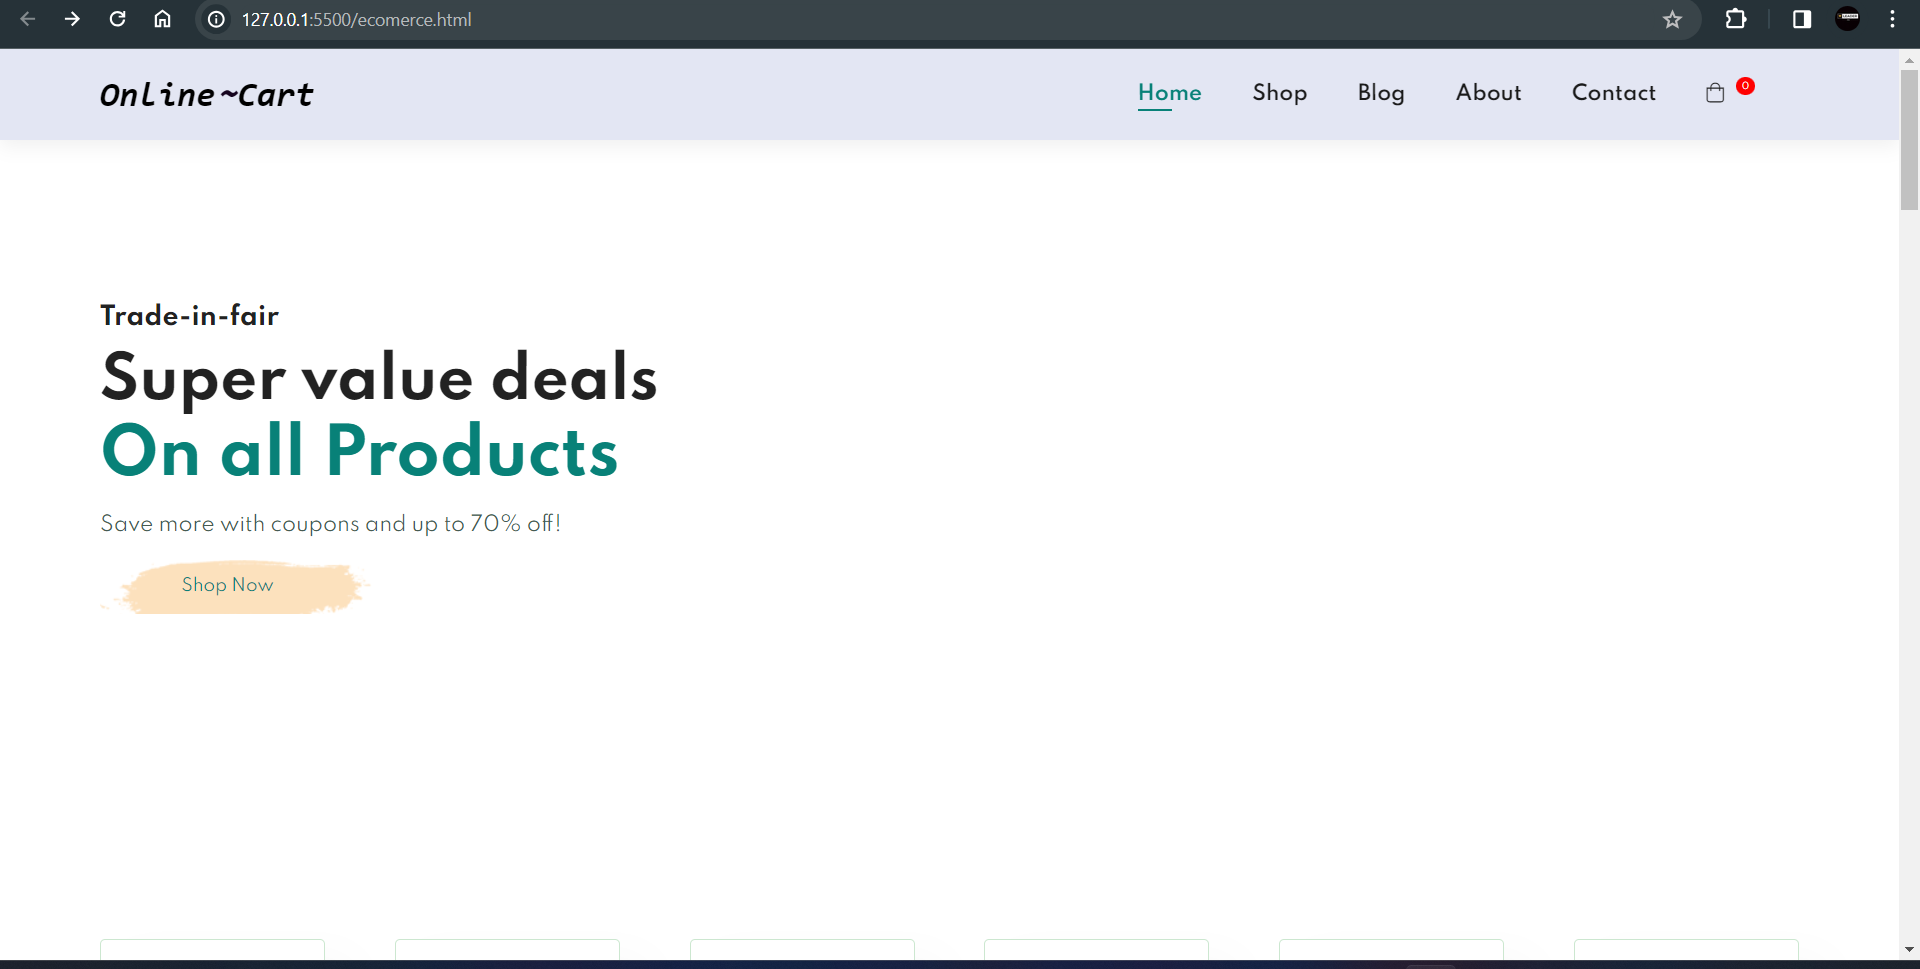 127.0.0.1:5500/ecomerce.html
Online~Cart
Home Shop Blog About Contact 0
Trade-in-fair
Super value deals
On all Products
Save more with coupons and up to 70% off!
Shop Now